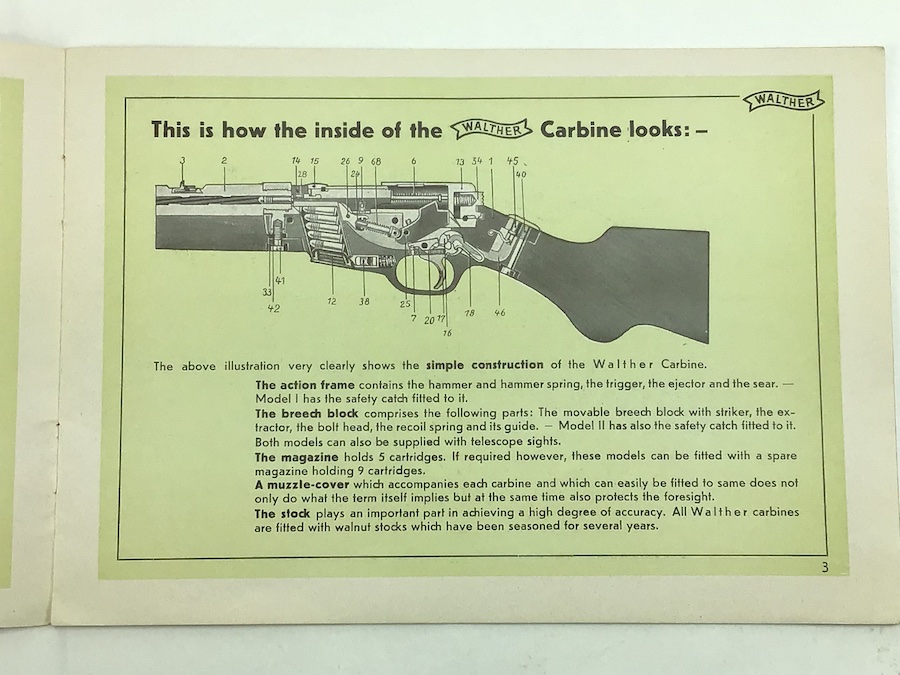 WALTHER
This is how the inside of the WALTHER Carbine looks: –
3 2 14 28 15 26 24 9 6B 6 13 34 1 45 40
33 42 41 12 38 25 7 20 17 16 18 46
The above illustration very clearly shows the simple construction of the Walther Carbine.
The action frame contains the hammer and hammer spring, the trigger, the ejector and the sear. —
Model I has the safety catch fitted to it.
The breech block comprises the following parts: The movable breech block with striker, the ex-
tractor, the bolt head, the recoil spring and its guide. — Model II has also the safety catch fitted to it.
Both models can also be supplied with telescope sights.
The magazine holds 5 cartridges. If required however, these models can be fitted with a spare
magazine holding 9 cartridges.
A muzzle-cover which accompanies each carbine and which can easily be fitted to same does not
only do what the term itself implies but at the same time also protects the foresight.
The stock plays an important part in achieving a high degree of accuracy. All Walther carbines
are fitted with walnut stocks which have been seasoned for several years.
3